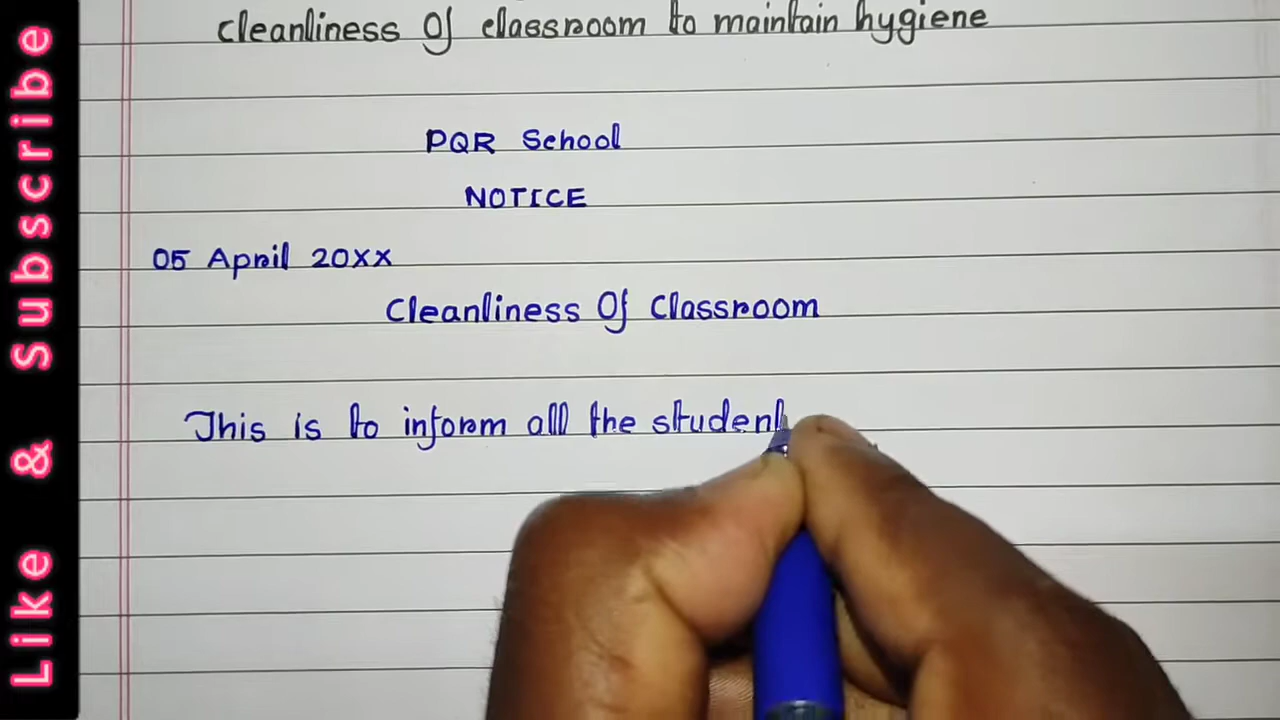 cleanliness Of classroom to maintain hygiene
PQR School
NOTICE
05 April 20XX
Cleanliness Of Classroom
This is to inform all the student
Like & Subscribe